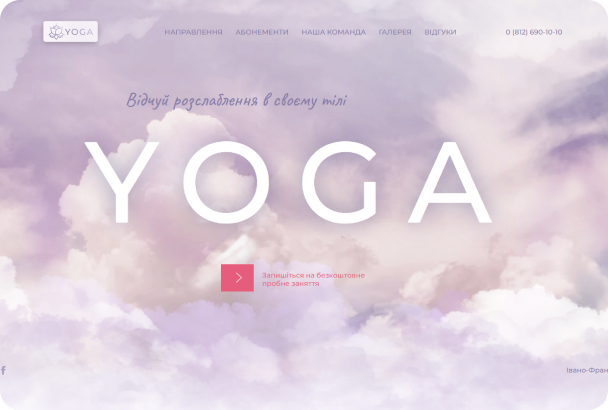 YOGA
НАПРАВЛЕННЯ АБОНЕМЕНТИ НАША КОМАНДА ГАЛЕРЕЯ ВІДГУКИ 0 (812) 690-10-10
Відчуй розслаблення в своєму тілі
YOGA
Запишіться на безкоштовне
пробне заняття
f Івано-Фран